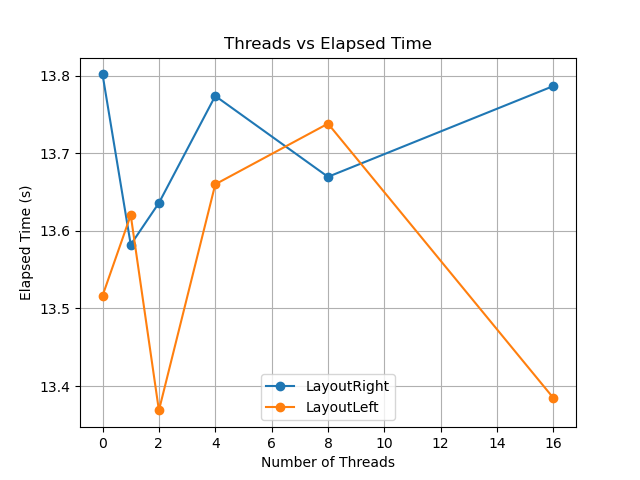 Threads vs Elapsed Time
13.8
13.7
13.6
13.5
13.4
Elapsed Time (s)
LayoutRight
LayoutLeft
0 2 4 6 8 10 12 14 16
Number of Threads